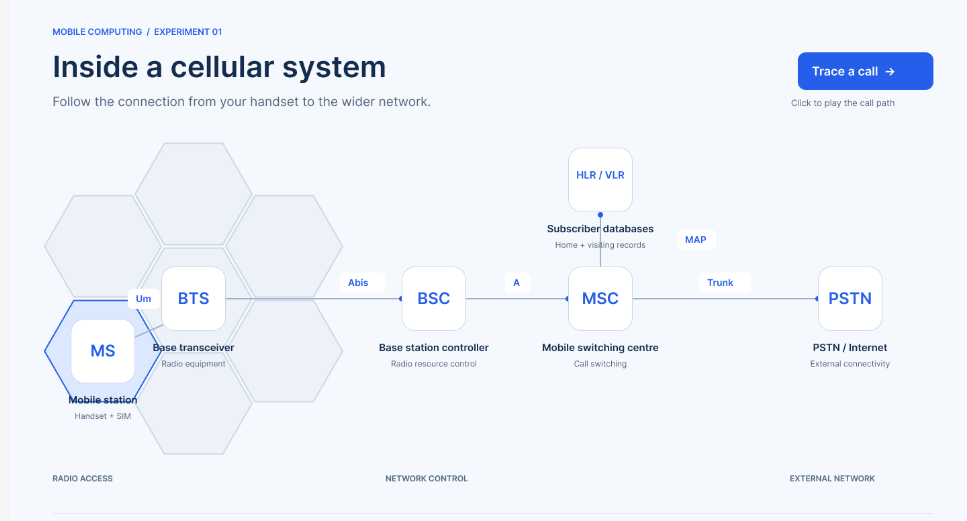 MOBILE COMPUTING / EXPERIMENT 01
Inside a cellular system
Follow the connection from your handset to the wider network.
Trace a call →
Click to play the call path
HLR / VLR
Subscriber databases
Home + visiting records
MAP
Abis
A
Trunk
Um
BTS
BSC
MSC
PSTN
MS
Base transceiver
Radio equipment
Base station controller
Radio resource control
Mobile switching centre
Call switching
PSTN / Internet
External connectivity
Mobile station
Handset + SIM
RADIO ACCESS
NETWORK CONTROL
EXTERNAL NETWORK